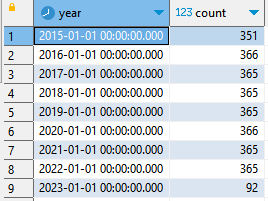 year 123 count
1 2015-01-01 00:00:00.000 351
2 2016-01-01 00:00:00.000 366
3 2017-01-01 00:00:00.000 365
4 2018-01-01 00:00:00.000 365
5 2019-01-01 00:00:00.000 365
6 2020-01-01 00:00:00.000 366
7 2021-01-01 00:00:00.000 365
8 2022-01-01 00:00:00.000 365
9 2023-01-01 00:00:00.000 92